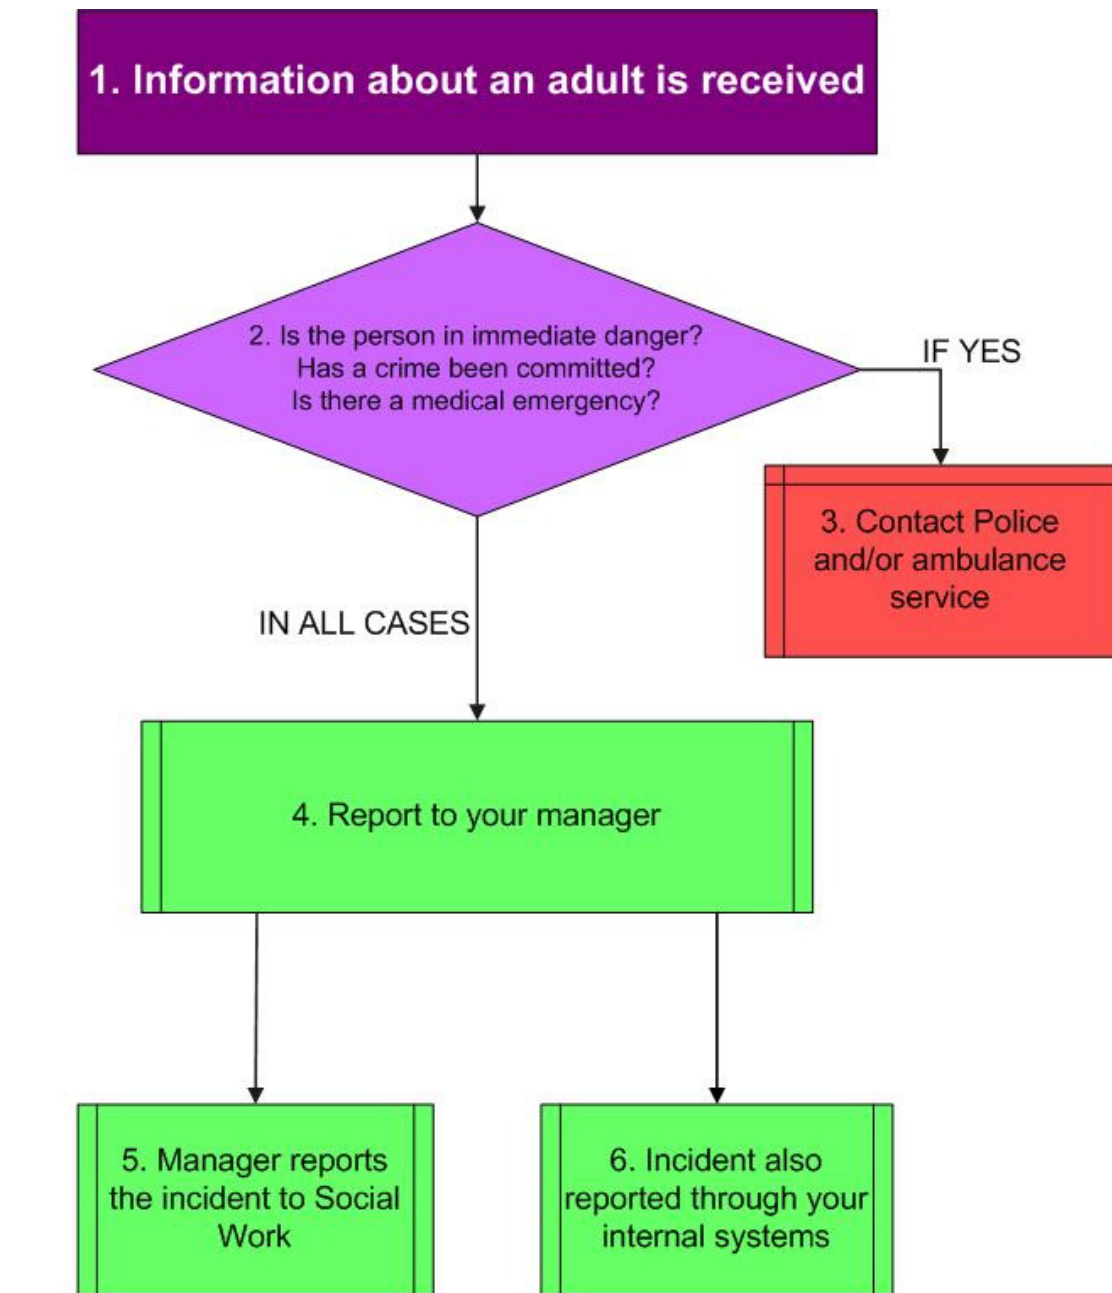 1. Information about an adult is received
2. Is the person in immediate danger?
Has a crime been committed?
Is there a medical emergency?
IF YES
3. Contact Police
and/or ambulance
service
IN ALL CASES
4. Report to your manager
5. Manager reports
the incident to Social
Work
6. Incident also
reported through your
internal systems